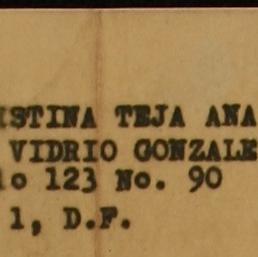 ISTINA TEJA ANA
VIDRIO GONZALE
lo 123 No. 90
1, D.F.